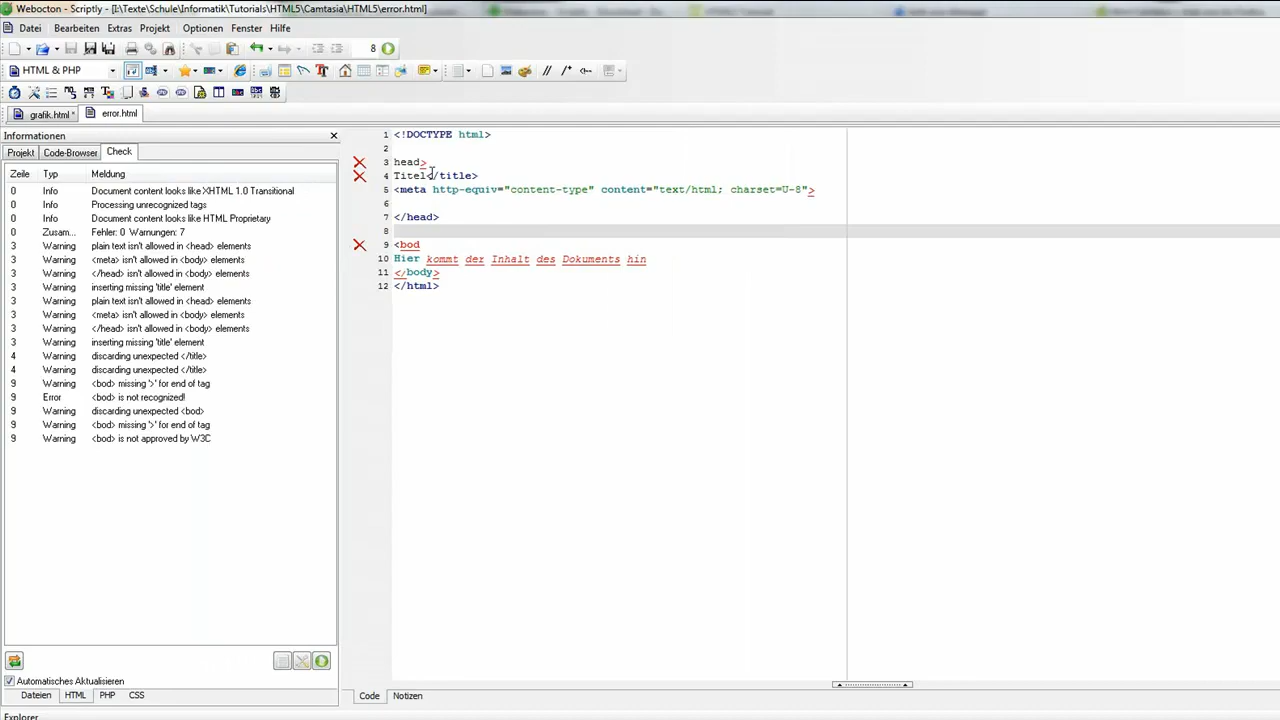 Webocton - Scriptly - [I:\Texte\Schule\Informatik\Tutorials\HTML5\Camtasia\HTML5\error.html]
Datei Bearbeiten Extras Projekt Optionen Fenster Hilfe
8
HTML & PHP
grafik.html * error.html
Informationen
Projekt Code-Browser Check
Zeile Typ Meldung
0 Info Document content looks like XHTML 1.0 Transitional
0 Info Processing unrecognized tags
0 Info Document content looks like HTML Proprietary
0 Zusam... Fehler: 0 Warnungen: 7
3 Warning plain text isn't allowed in <head> elements
3 Warning <meta> isn't allowed in <body> elements
3 Warning </head> isn't allowed in <body> elements
3 Warning inserting missing 'title' element
3 Warning plain text isn't allowed in <head> elements
3 Warning <meta> isn't allowed in <body> elements
3 Warning </head> isn't allowed in <body> elements
3 Warning inserting missing 'title' element
4 Warning discarding unexpected </title>
4 Warning discarding unexpected </title>
9 Warning <bod> missing '>' for end of tag
9 Error <bod> is not recognized!
9 Warning discarding unexpected <bod>
9 Warning <bod> missing '>' for end of tag
9 Warning <bod> is not approved by W3C
Automatisches Aktualisieren
Dateien HTML PHP CSS
Explorer
1 <!DOCTYPE html>
2
3 head>
4 Titel</title>
5 <meta http-equiv="content-type" content="text/html; charset=U-8">
6
7 </head>
8
9 <bod
10 Hier kommt der Inhalt des Dokuments hin
11 </body>
12 </html>
Code Notizen